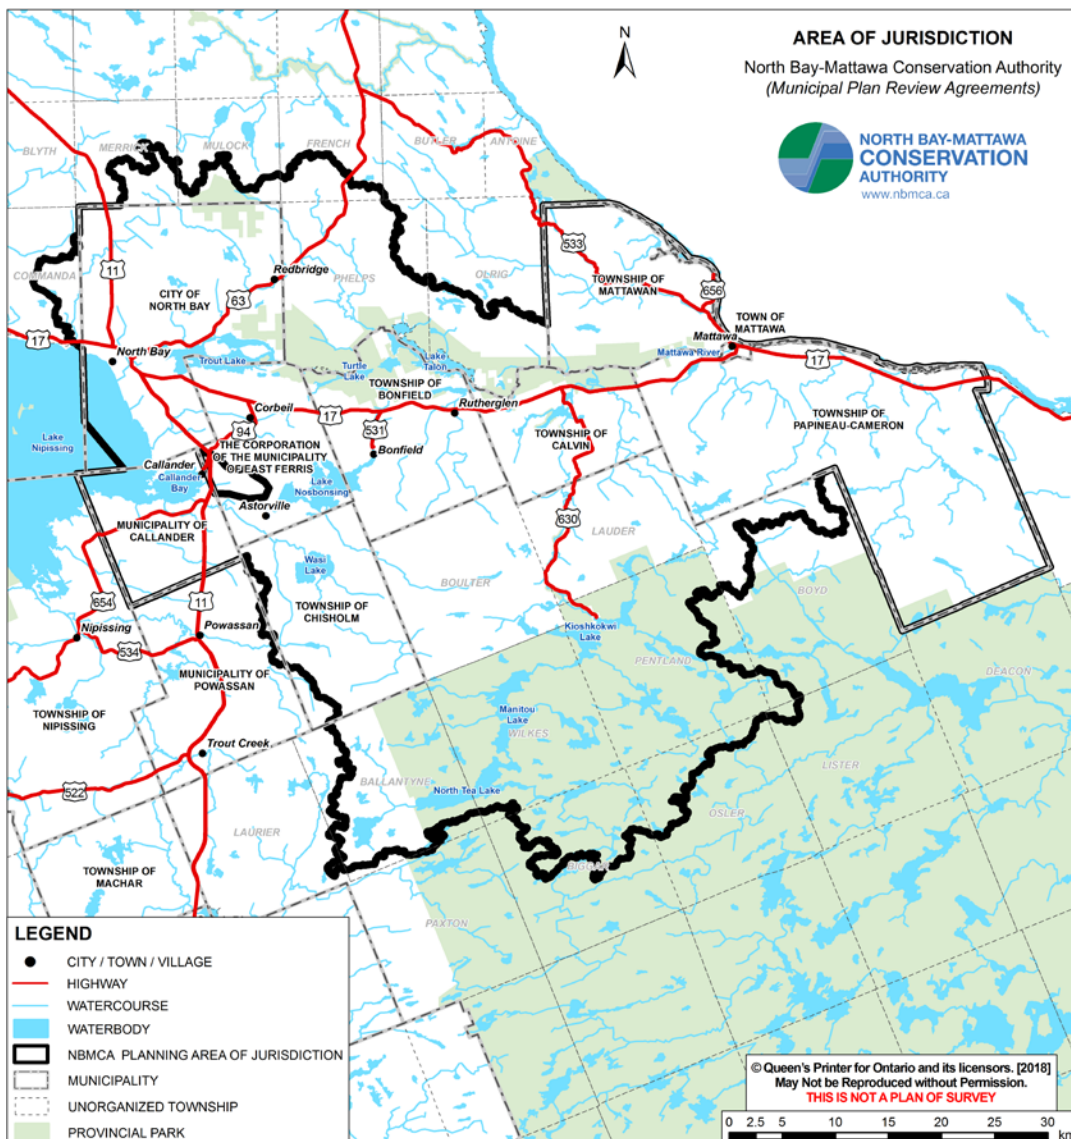 N
AREA OF JURISDICTION
North Bay-Mattawa Conservation Authority
(Municipal Plan Review Agreements)
NORTH BAY-MATTAWA
CONSERVATION
AUTHORITY
www.nbmca.ca
BLYTH
MERRICK
MULOCK
FRENCH
BUTLER
ANTOINE
COMMANDA
11
CITY OF
NORTH BAY
63
Redbridge
PHELPS
OLRIG
533
TOWNSHIP OF
MATTAWAN
656
TOWN OF
MATTAWA
Mattawa
Mattawa River
17
17
North Bay
Trout Lake
Turtle
Lake
Lake
Talon
TOWNSHIP OF
BONFIELD
Rutherglen
Corbeil
94
17
531
Bonfield
TOWNSHIP OF
CALVIN
TOWNSHIP OF
PAPINEAU-CAMERON
Lake
Nipissing
THE CORPORATION
OF THE MUNICIPALITY
OF EAST FERRIS
Callander
Callander
Bay
Lake
Nosbonsing
Astorville
MUNICIPALITY OF
CALLANDER
630
LAUDER
Wasi
Lake
BOULTER
BOYD
654
11
TOWNSHIP OF
CHISHOLM
Nipissing
534
Powassan
Kioshkokwi
Lake
PENTLAND
DEACON
MUNICIPALITY OF
POWASSAN
TOWNSHIP OF
NIPISSING
Manitou
Lake
WILKES
Trout Creek
522
BALLANTYNE
North Tea Lake
LISTER
OSLER
LAURIER
TOWNSHIP OF
MACHAR
PAXTON
LEGEND
CITY / TOWN / VILLAGE
HIGHWAY
WATERCOURSE
WATERBODY
NBMCA PLANNING AREA OF JURISDICTION
MUNICIPALITY
UNORGANIZED TOWNSHIP
PROVINCIAL PARK
© Queen's Printer for Ontario and its licensors. [2018]
May Not be Reproduced without Permission.
THIS IS NOT A PLAN OF SURVEY
0 2.5 5 10 15 20 25 30
km